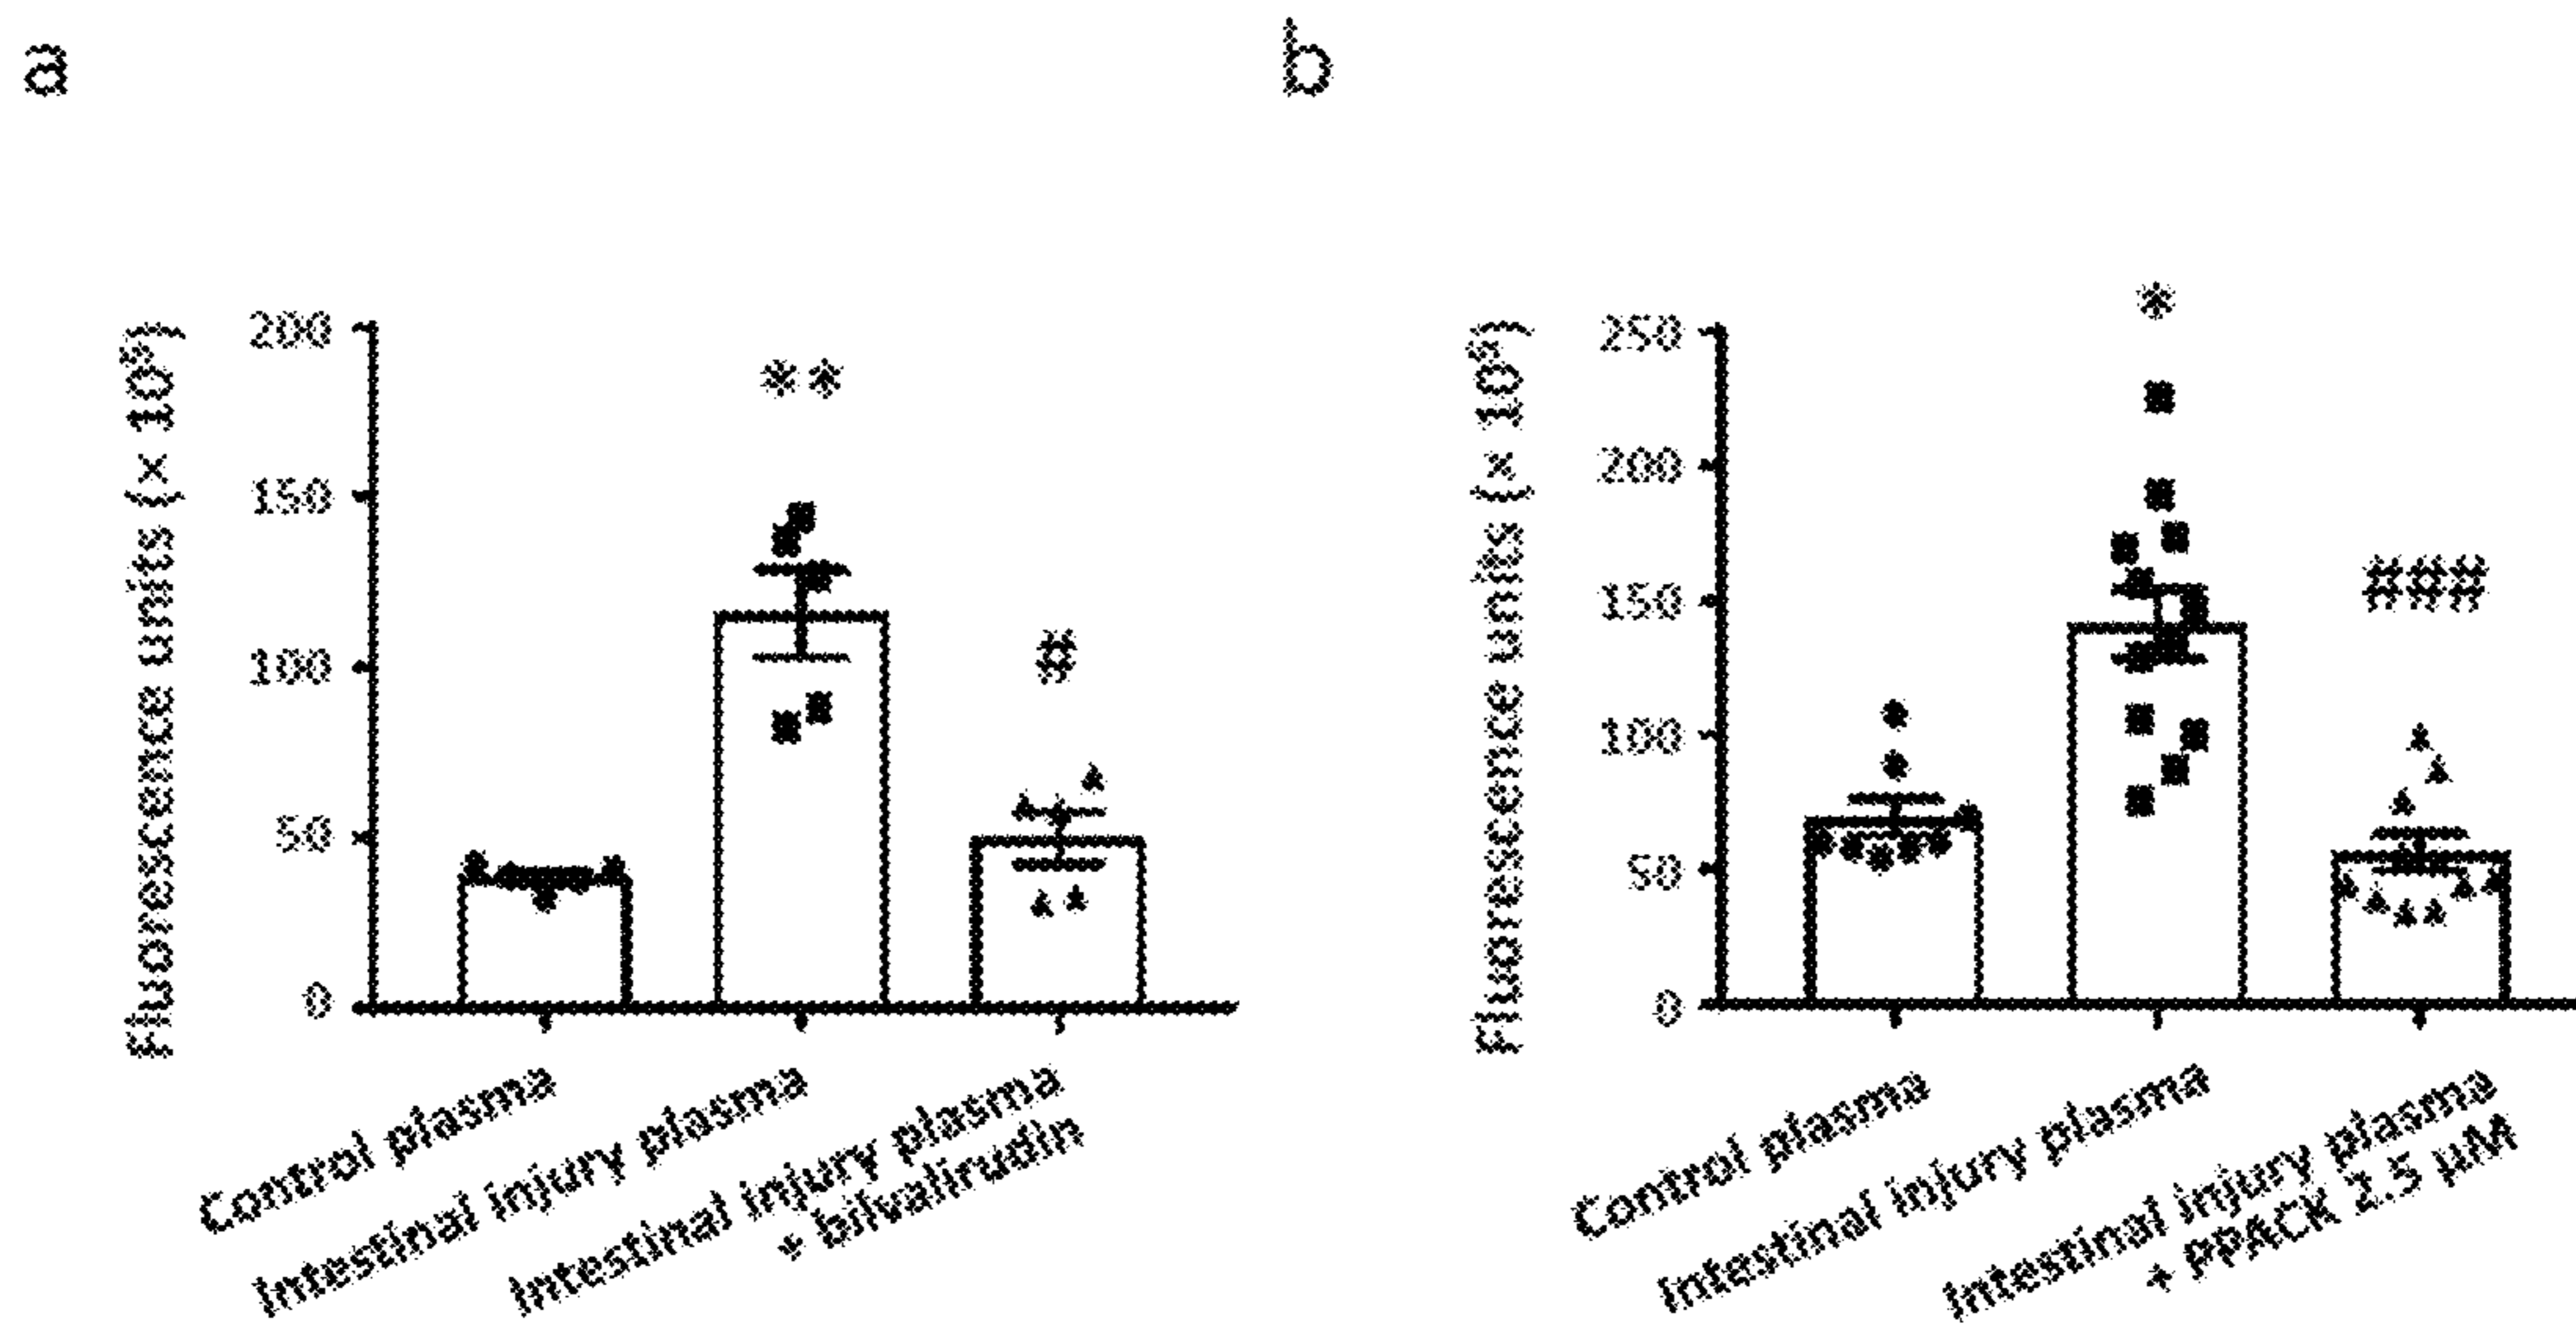 a
Fluorescence units (× 10⁵)
200
150
100
50
0
**
#
Control plasma
Intestinal injury plasma
Intestinal injury plasma
+ bilvalirudin
b
Fluorescence units (× 10⁵)
250
200
150
100
50
0
*
###
Control plasma
Intestinal injury plasma
Intestinal injury plasma
+ PPACK 2.5 µM